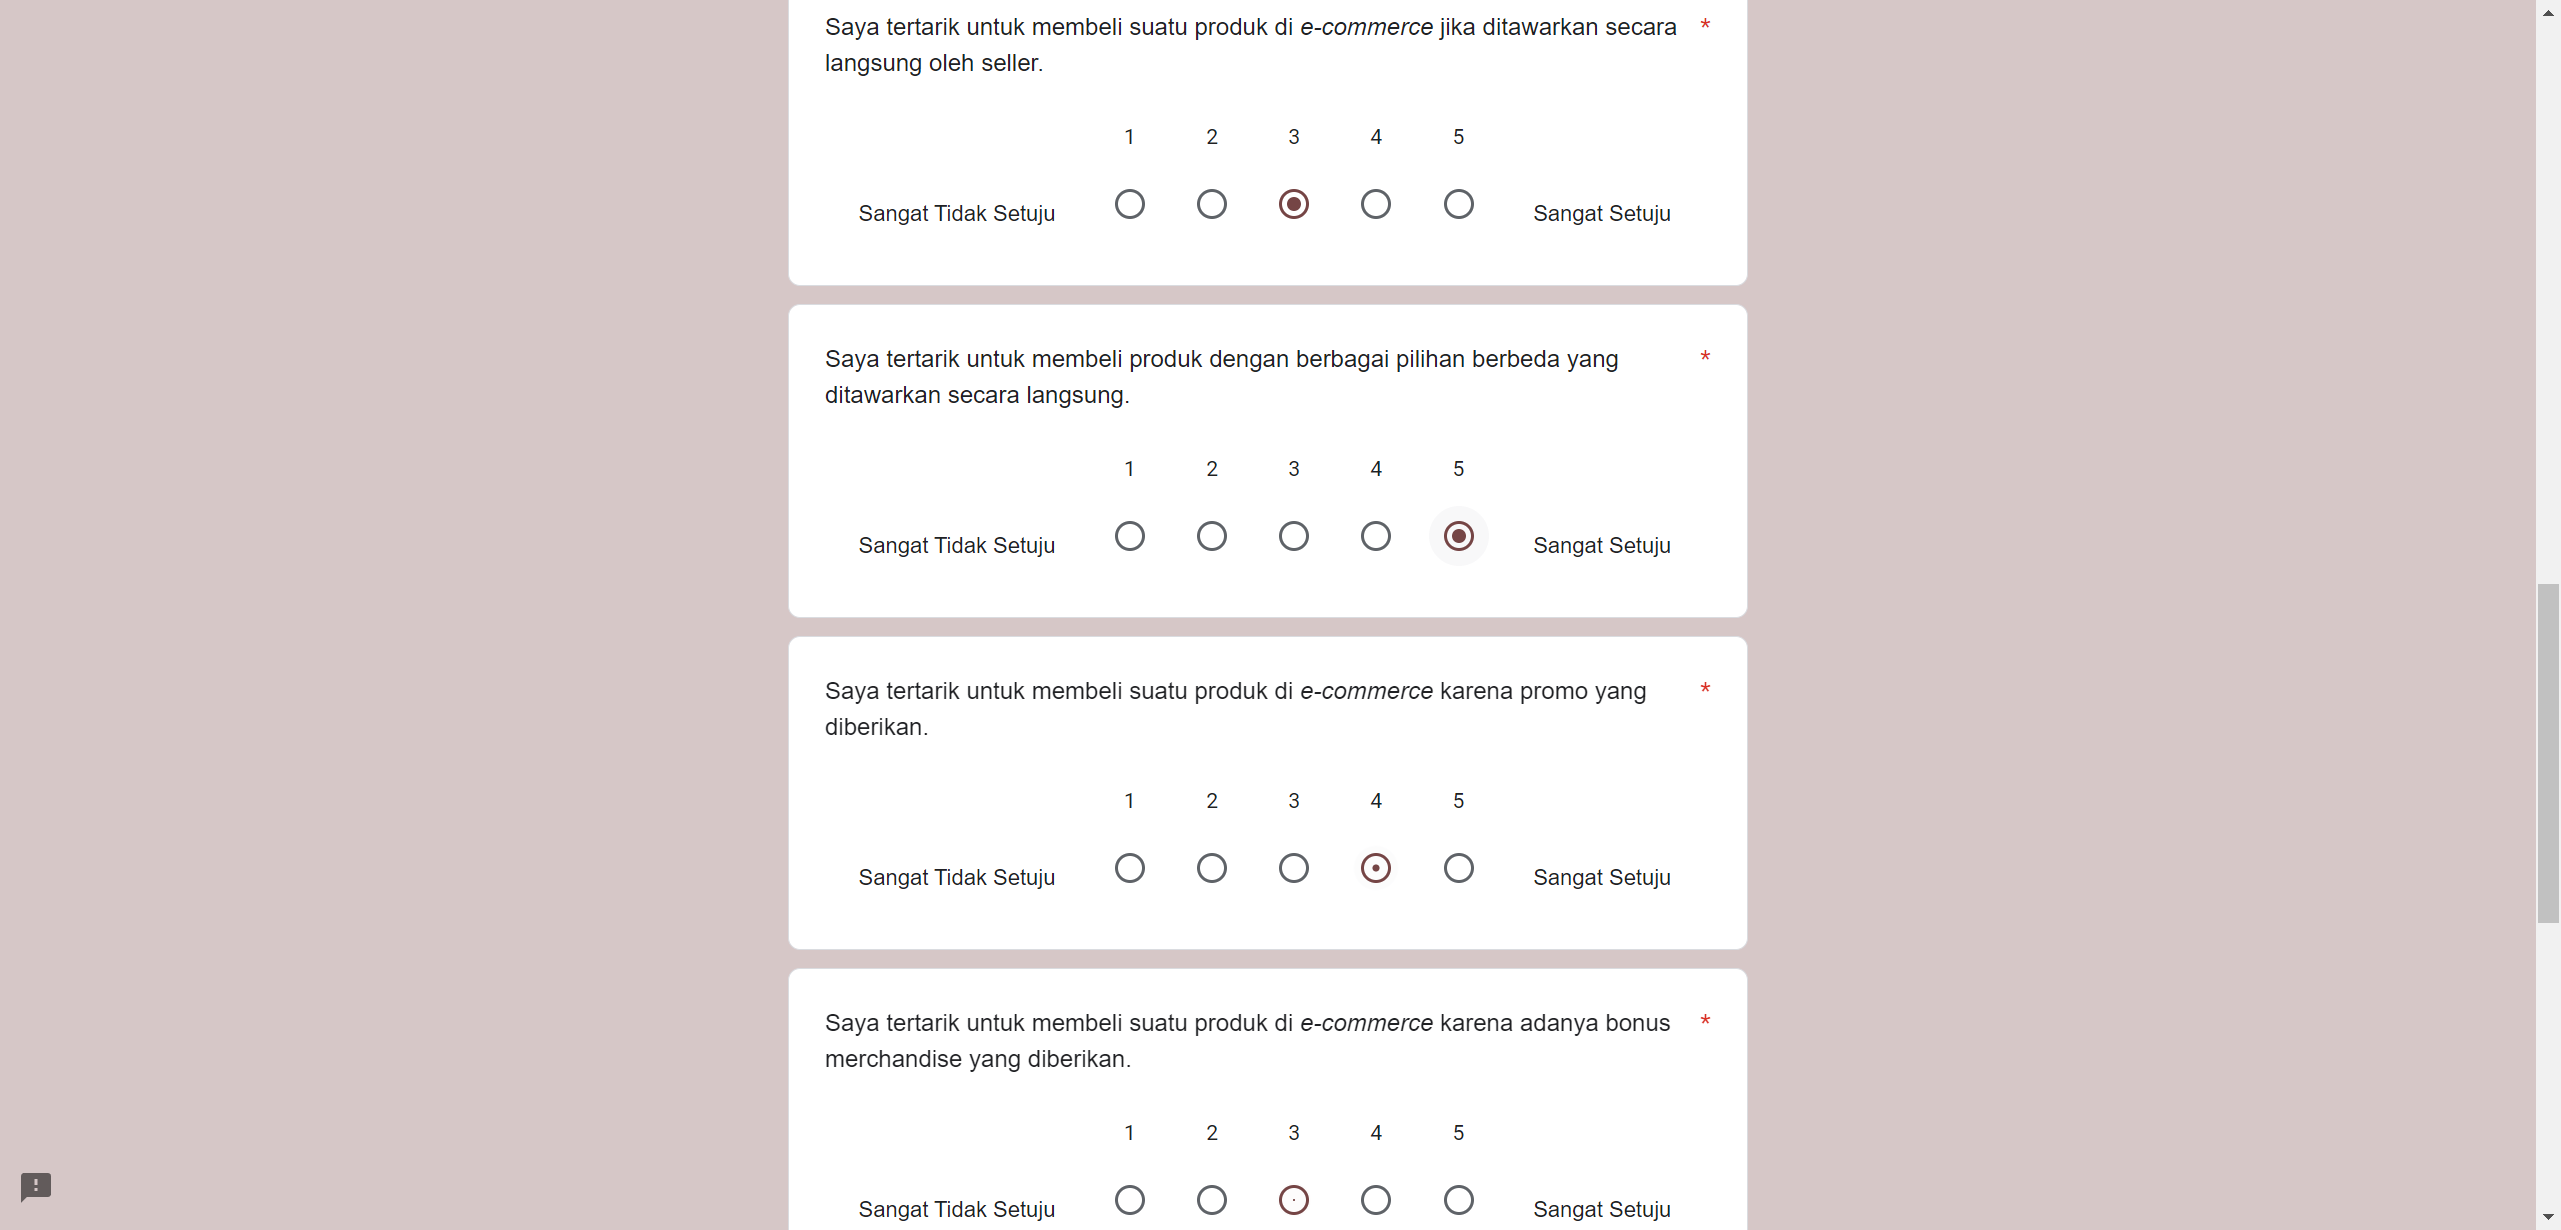 Saya tertarik untuk membeli suatu produk di e-commerce jika ditawarkan secara *
langsung oleh seller.
1 2 3 4 5
Sangat Tidak Setuju Sangat Setuju
Saya tertarik untuk membeli produk dengan berbagai pilihan berbeda yang *
ditawarkan secara langsung.
1 2 3 4 5
Sangat Tidak Setuju Sangat Setuju
Saya tertarik untuk membeli suatu produk di e-commerce karena promo yang *
diberikan.
1 2 3 4 5
Sangat Tidak Setuju Sangat Setuju
Saya tertarik untuk membeli suatu produk di e-commerce karena adanya bonus *
merchandise yang diberikan.
1 2 3 4 5
Sangat Tidak Setuju Sangat Setuju